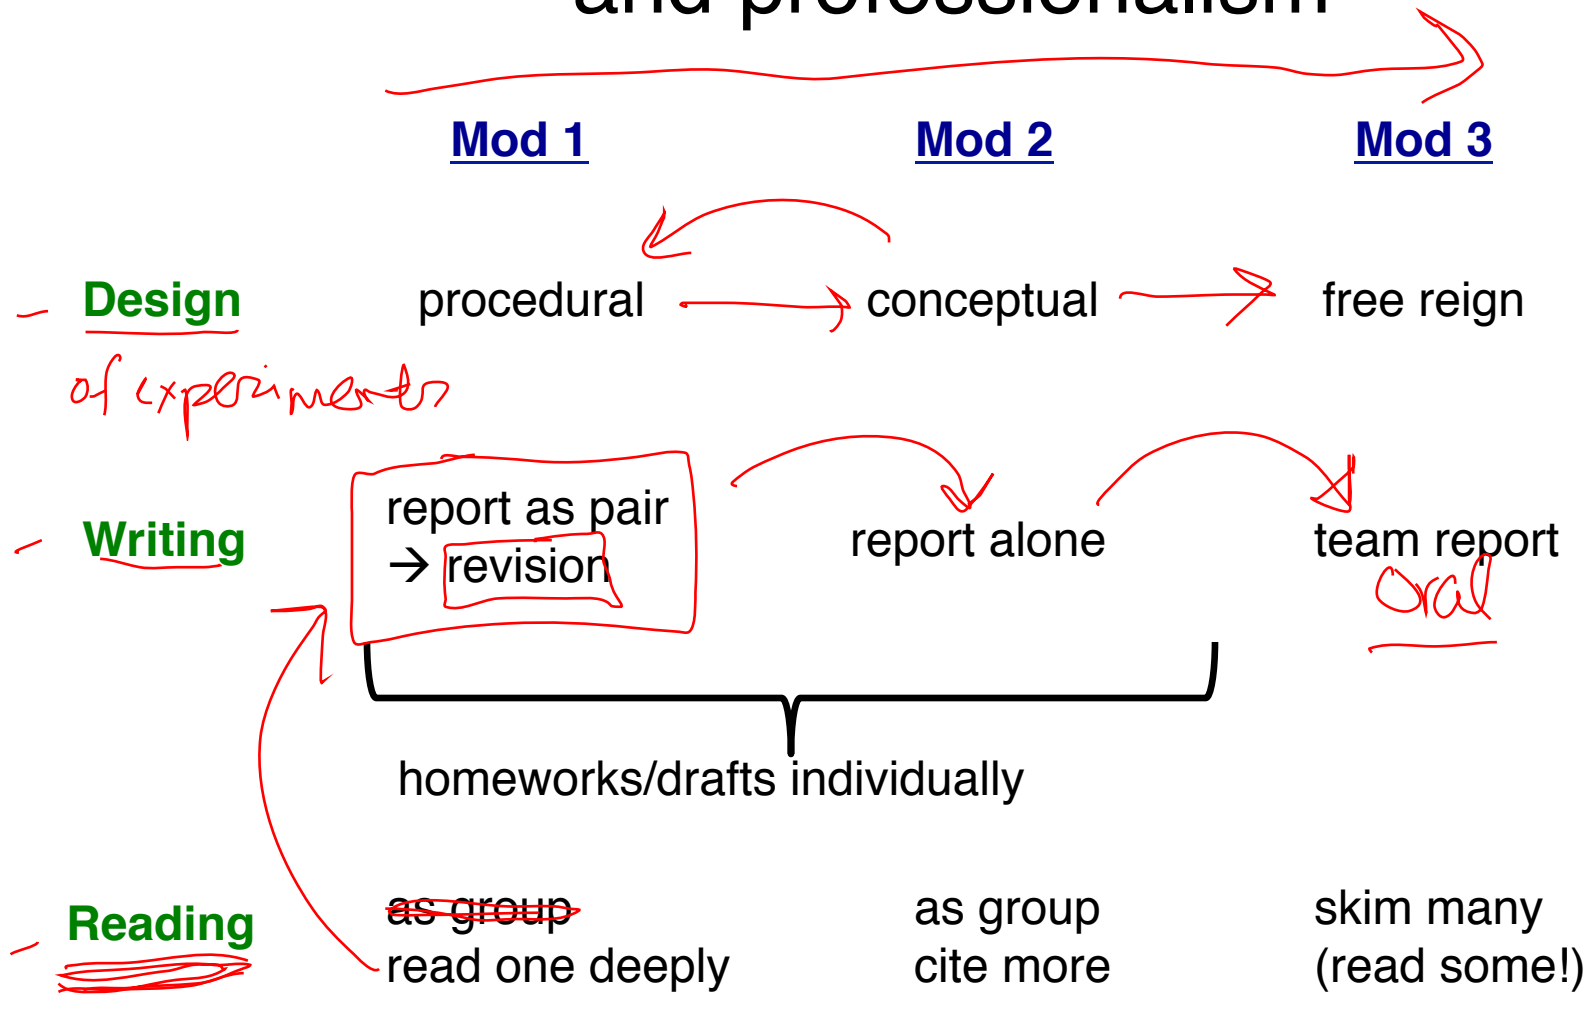 and professionalism
Mod 1 Mod 2 Mod 3
Design procedural conceptual free reign
of experiments
report as pair
Writing → revision report alone team report
oral
homeworks/drafts individually
Reading as group as group skim many
read one deeply cite more (read some!)